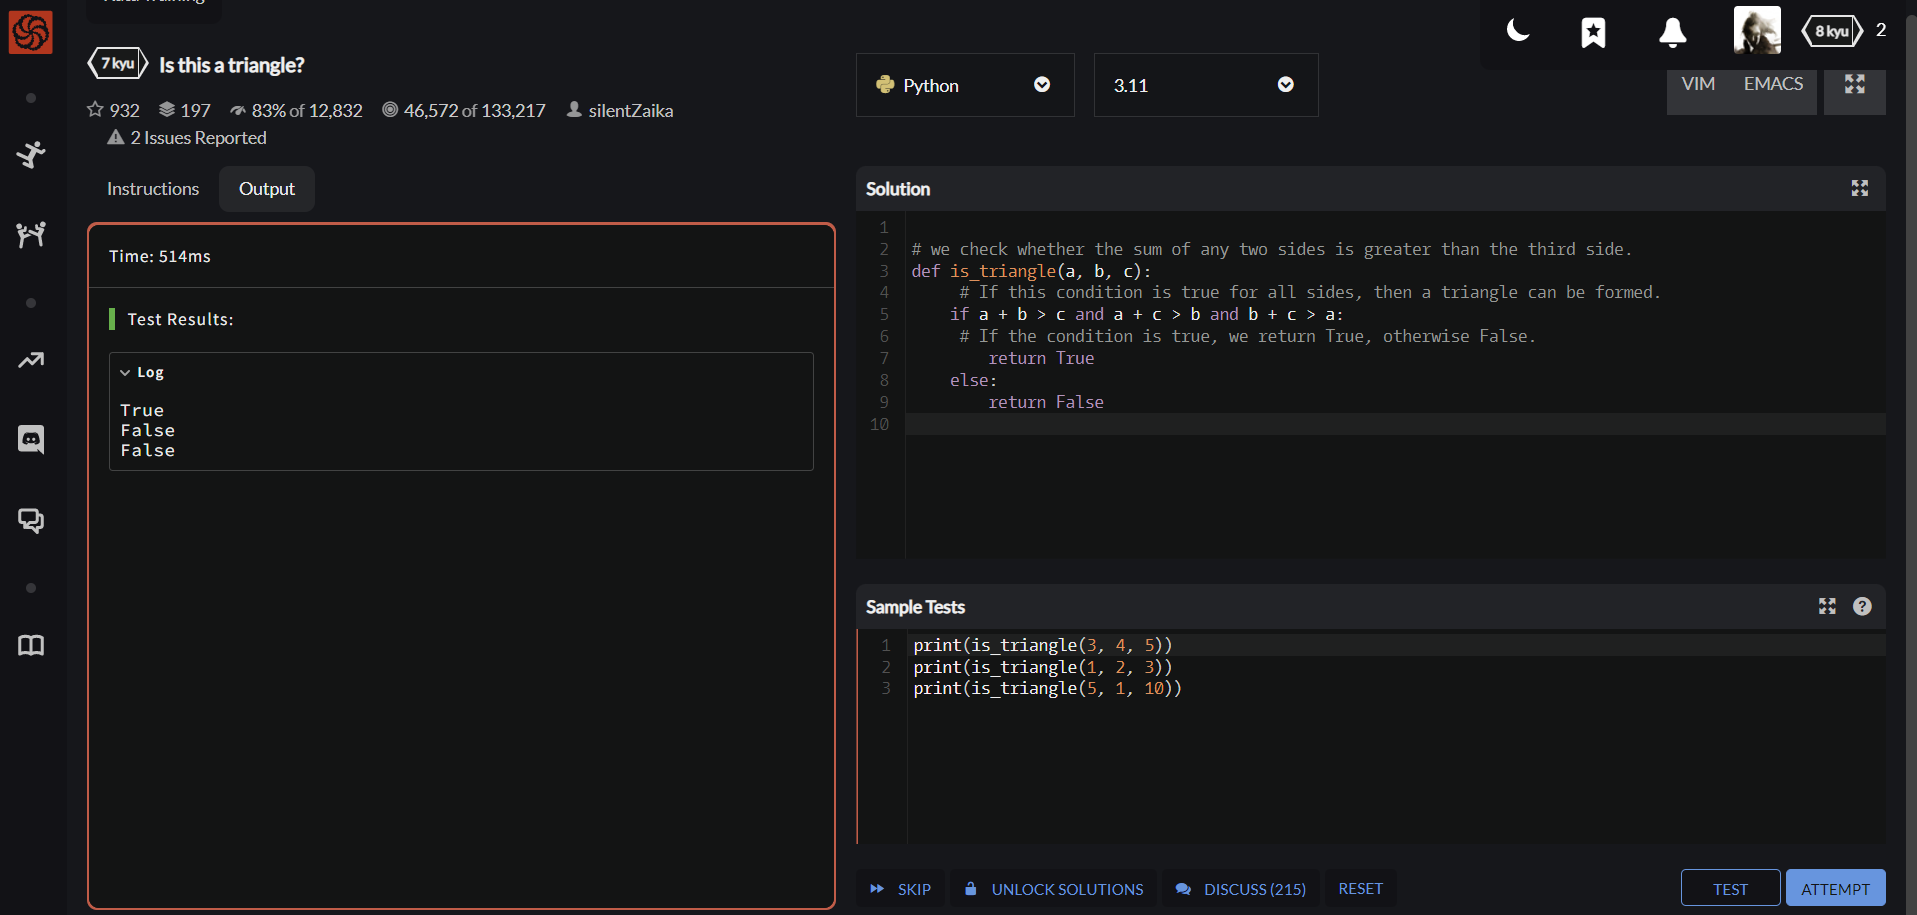 Kata Training
8 kyu 2
7 kyu Is this a triangle?
932 197 83% of 12,832 46,572 of 133,217 silentZaika
2 Issues Reported
Python
3.11
VIM EMACS
Instructions Output
Time: 514ms
Test Results:
Log
True
False
False
Solution
1
2 # we check whether the sum of any two sides is greater than the third side.
3 def is_triangle(a, b, c):
4 # If this condition is true for all sides, then a triangle can be formed.
5 if a + b > c and a + c > b and b + c > a:
6 # If the condition is true, we return True, otherwise False.
7 return True
8 else:
9 return False
10
Sample Tests
1 print(is_triangle(3, 4, 5))
2 print(is_triangle(1, 2, 3))
3 print(is_triangle(5, 1, 10))
SKIP UNLOCK SOLUTIONS DISCUSS (215) RESET TEST ATTEMPT